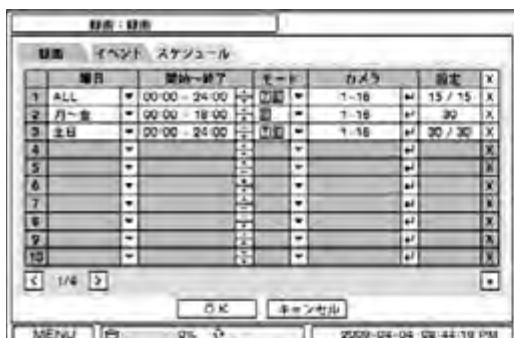 録画：録画
録画 イベント スケジュール
曜日 開始～終了 モード カメラ 設定 X
1 ALL 00:00 - 24:00 1-16 15 / 15 X
2 月～金 00:00 - 18:00 1-16 30 X
3 土日 00:00 - 24:00 1-16 30 / 30 X
4 X
5 X
6 X
7 X
8 X
9 X
10 X
< 1/4 > +
OK キャンセル
MENU 0% 2009-04-04 08:44:19 PM